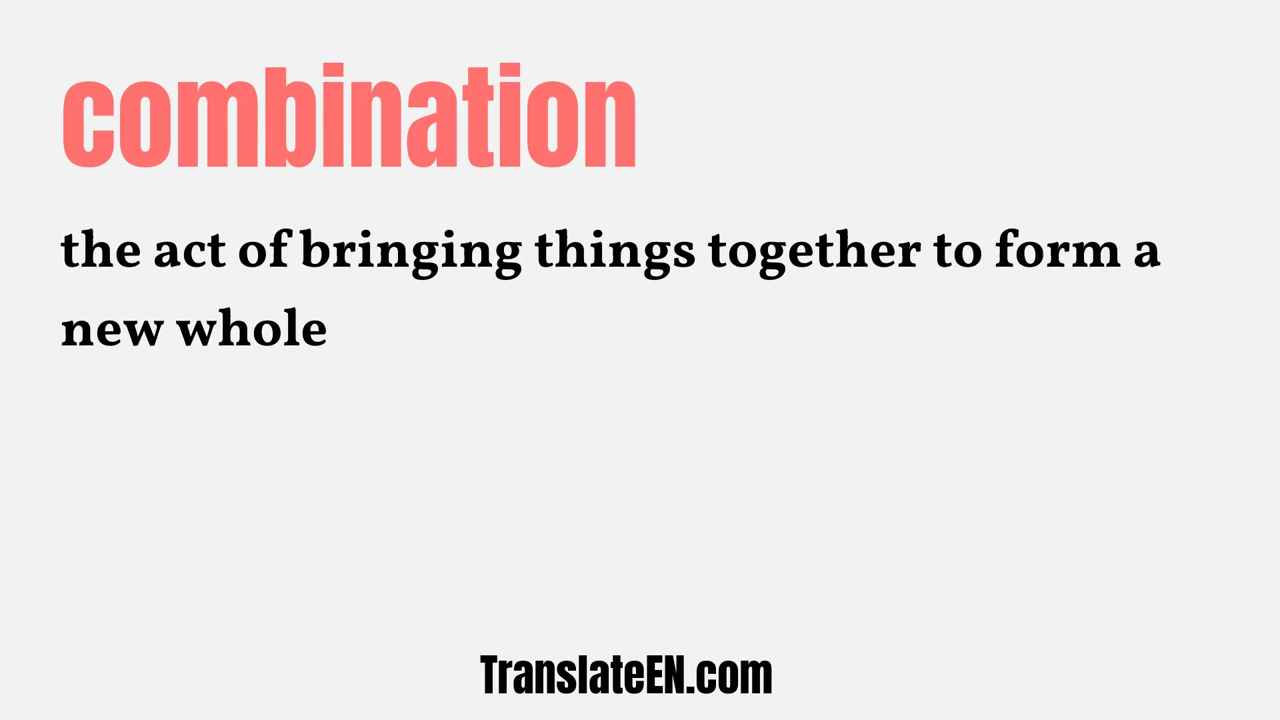 combination
the act of bringing things together to form a
new whole
TranslateEN.com